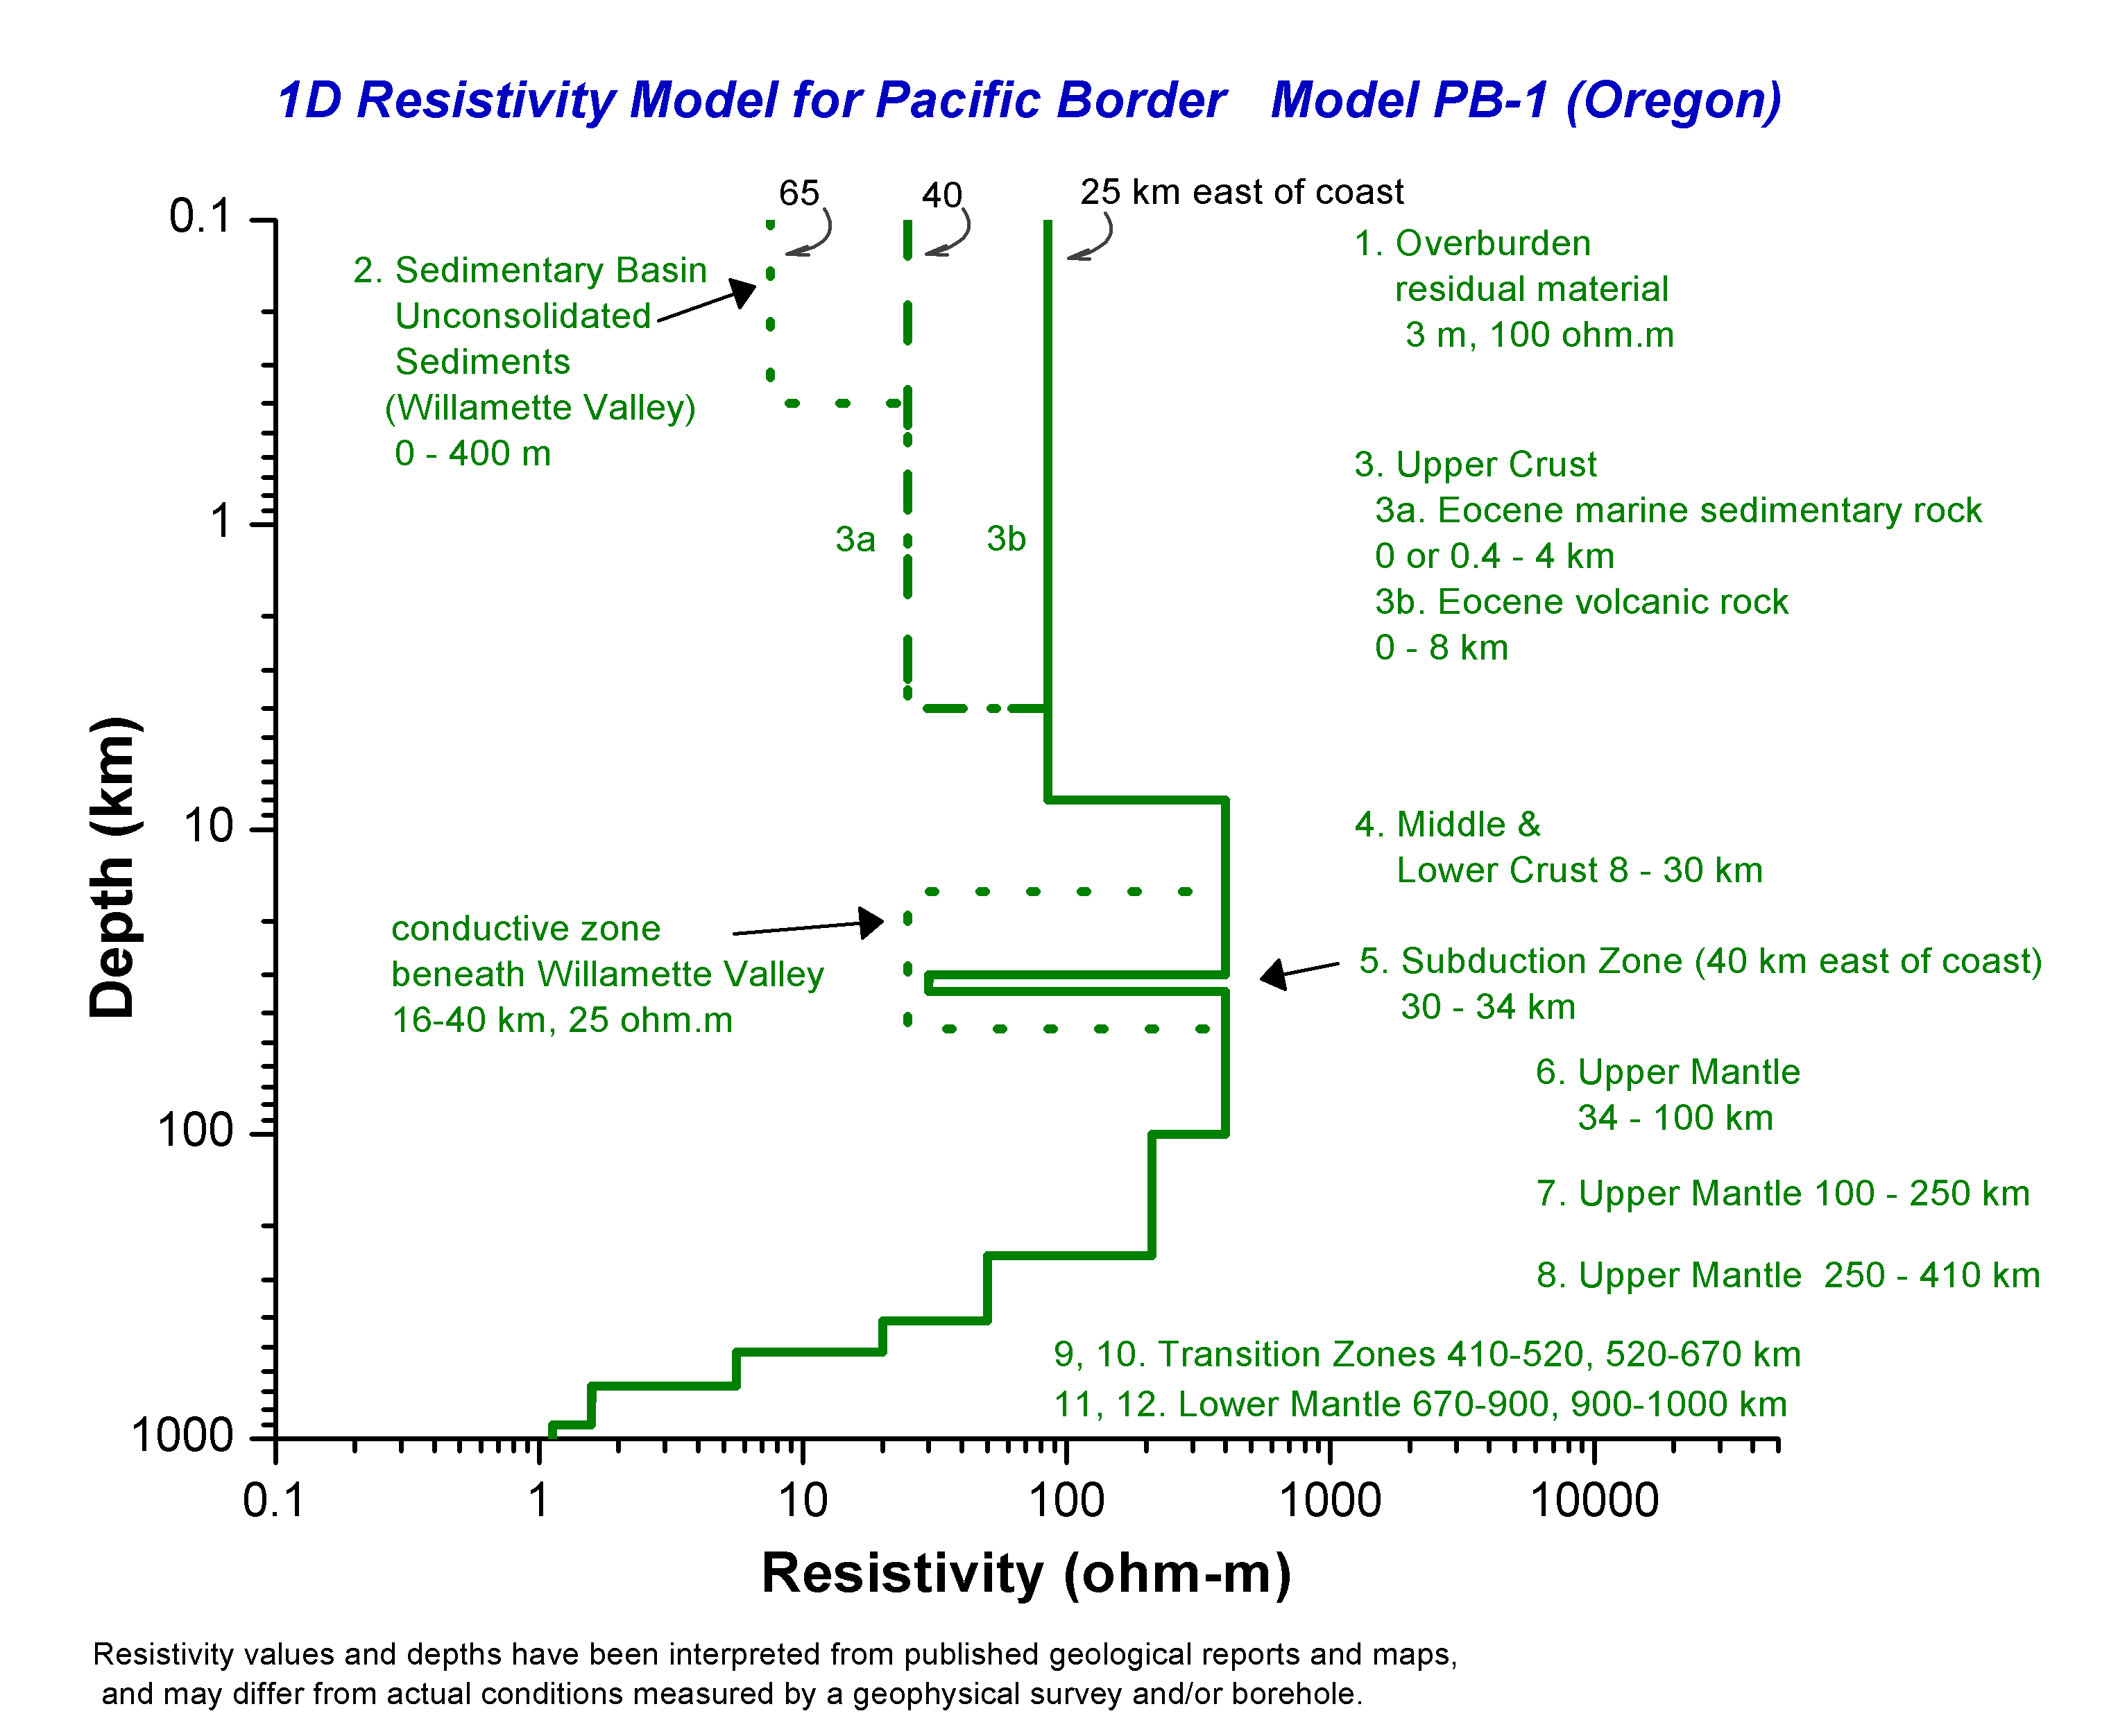 1D Resistivity Model for Pacific Border   Model PB-1 (Oregon)
65
40
25 km east of coast
0.1
1
10
100
1000
Depth (km)
2. Sedimentary Basin
Unconsolidated
Sediments
(Willamette Valley)
0 - 400 m
3a
3b
conductive zone
beneath Willamette Valley
16-40 km, 25 ohm.m
1. Overburden
residual material
3 m, 100 ohm.m
3. Upper Crust
3a. Eocene marine sedimentary rock
0 or 0.4 - 4 km
3b. Eocene volcanic rock
0 - 8 km
4. Middle &
Lower Crust 8 - 30 km
5. Subduction Zone (40 km east of coast)
30 - 34 km
6. Upper Mantle
34 - 100 km
7. Upper Mantle 100 - 250 km
8. Upper Mantle  250 - 410 km
9, 10. Transition Zones 410-520, 520-670 km
11, 12. Lower Mantle 670-900, 900-1000 km
0.1
1
10
100
1000
10000
Resistivity (ohm-m)
Resistivity values and depths have been interpreted from published geological reports and maps,
and may differ from actual conditions measured by a geophysical survey and/or borehole.